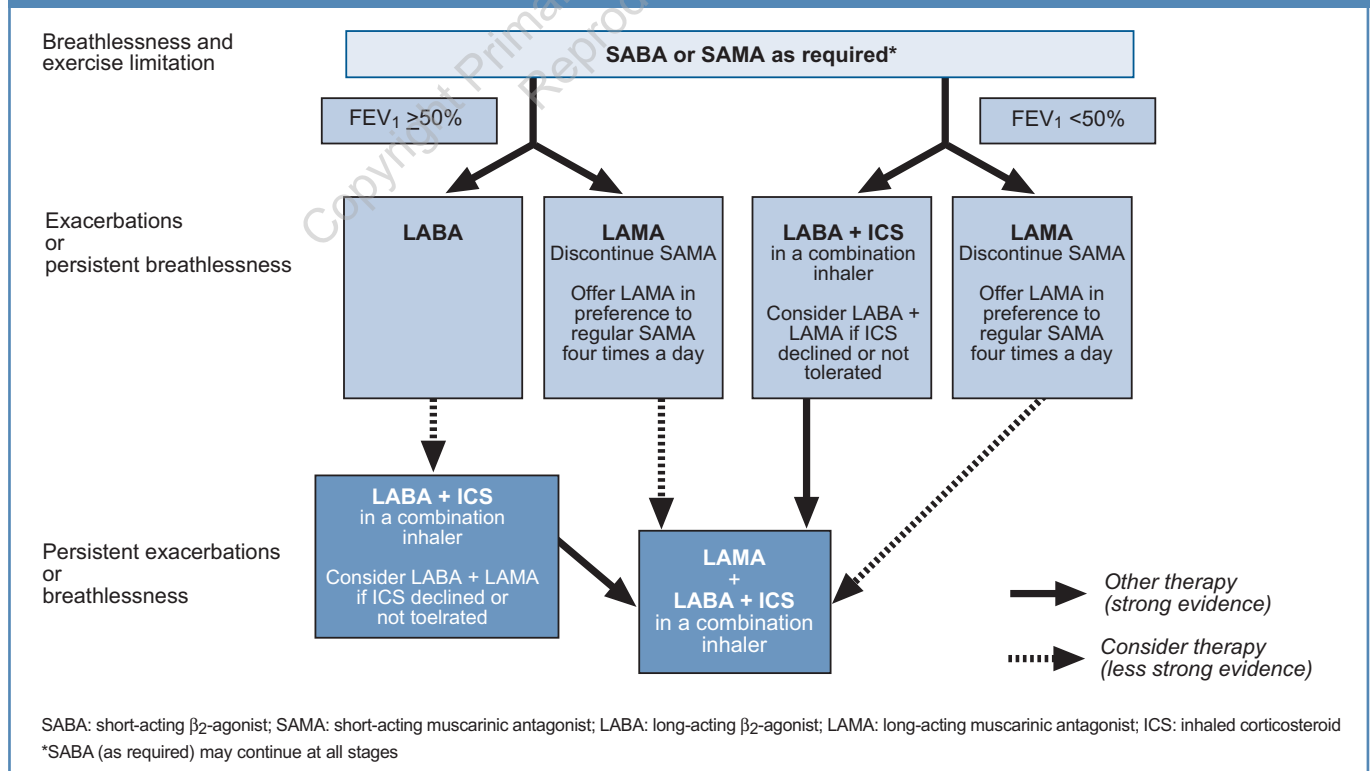 Breathlessness and
exercise limitation
SABA or SAMA as required*
FEV1 ≥50%
FEV1 <50%
Exacerbations
or
persistent breathlessness
LABA
LAMA
Discontinue SAMA
Offer LAMA in
preference to
regular SAMA
four times a day
LABA + ICS
in a combination
inhaler
Consider LABA +
LAMA if ICS
declined or not
tolerated
LAMA
Discontinue SAMA
Offer LAMA in
preference to
regular SAMA
four times a day
Persistent exacerbations
or
breathlessness
LABA + ICS
in a combination
inhaler
Consider LABA + LAMA
if ICS declined or
not toelrated
LAMA
+
LABA + ICS
in a combination
inhaler
Other therapy
(strong evidence)
Consider therapy
(less strong evidence)
SABA: short-acting β2-agonist; SAMA: short-acting muscarinic antagonist; LABA: long-acting β2-agonist; LAMA: long-acting muscarinic antagonist; ICS: inhaled corticosteroid
*SABA (as required) may continue at all stages
Copyright